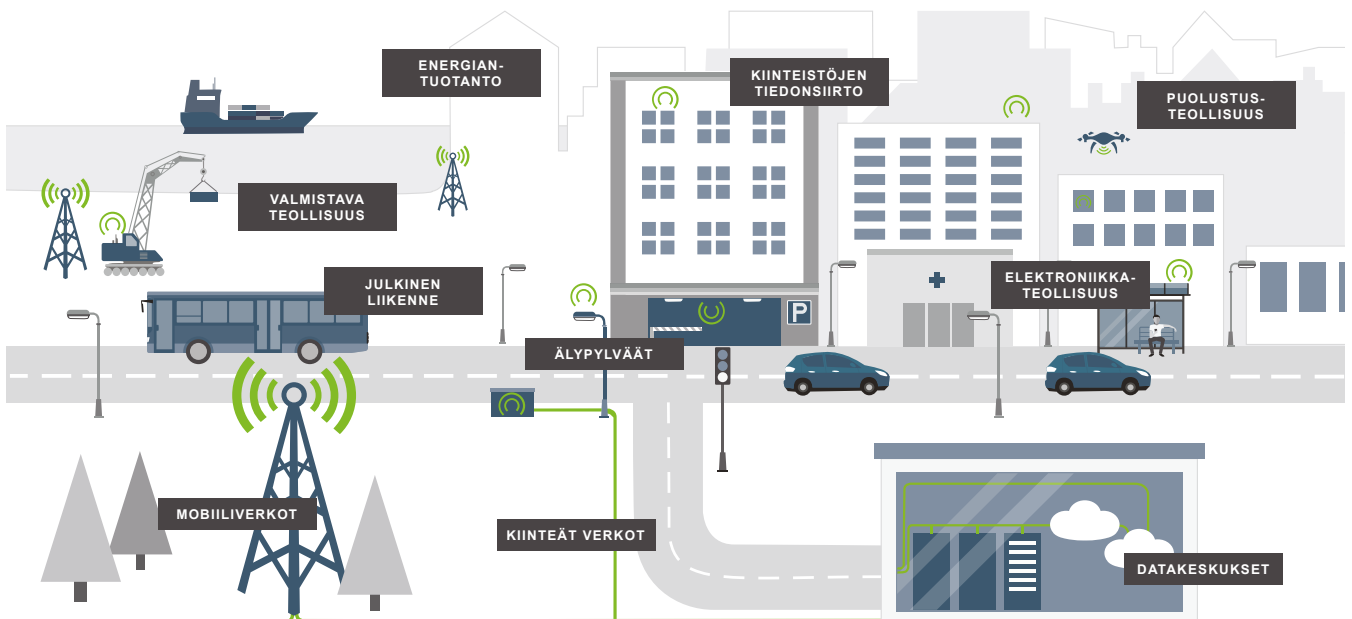 ENERGIAN-
TUOTANTO
KIINTEISTÖJEN
TIEDONSIIRTO
PUOLUSTUS-
TEOLLISUUS
VALMISTAVA
TEOLLISUUS
JULKINEN
LIIKENNE
ELEKTRONIIKKA-
TEOLLISUUS
P
ÄLYPYLVÄÄT
MOBIILIVERKOT
KIINTEÄT VERKOT
DATAKESKUKSET